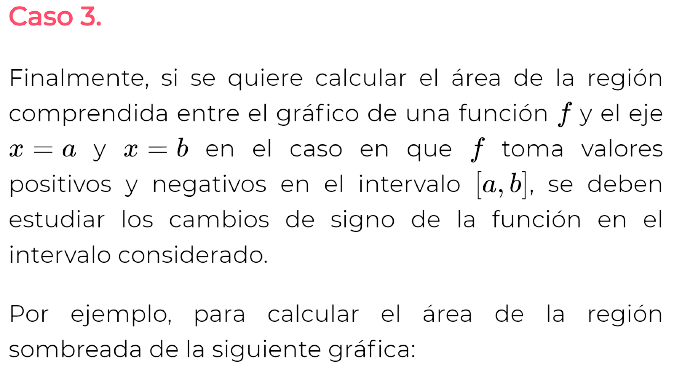 Caso 3.
Finalmente, si se quiere calcular el área de la región
comprendida entre el gráfico de una función f y el eje
x = a y x = b en el caso en que f toma valores
positivos y negativos en el intervalo [a, b], se deben
estudiar los cambios de signo de la función en el
intervalo considerado.
Por ejemplo, para calcular el área de la región
sombreada de la siguiente gráfica: